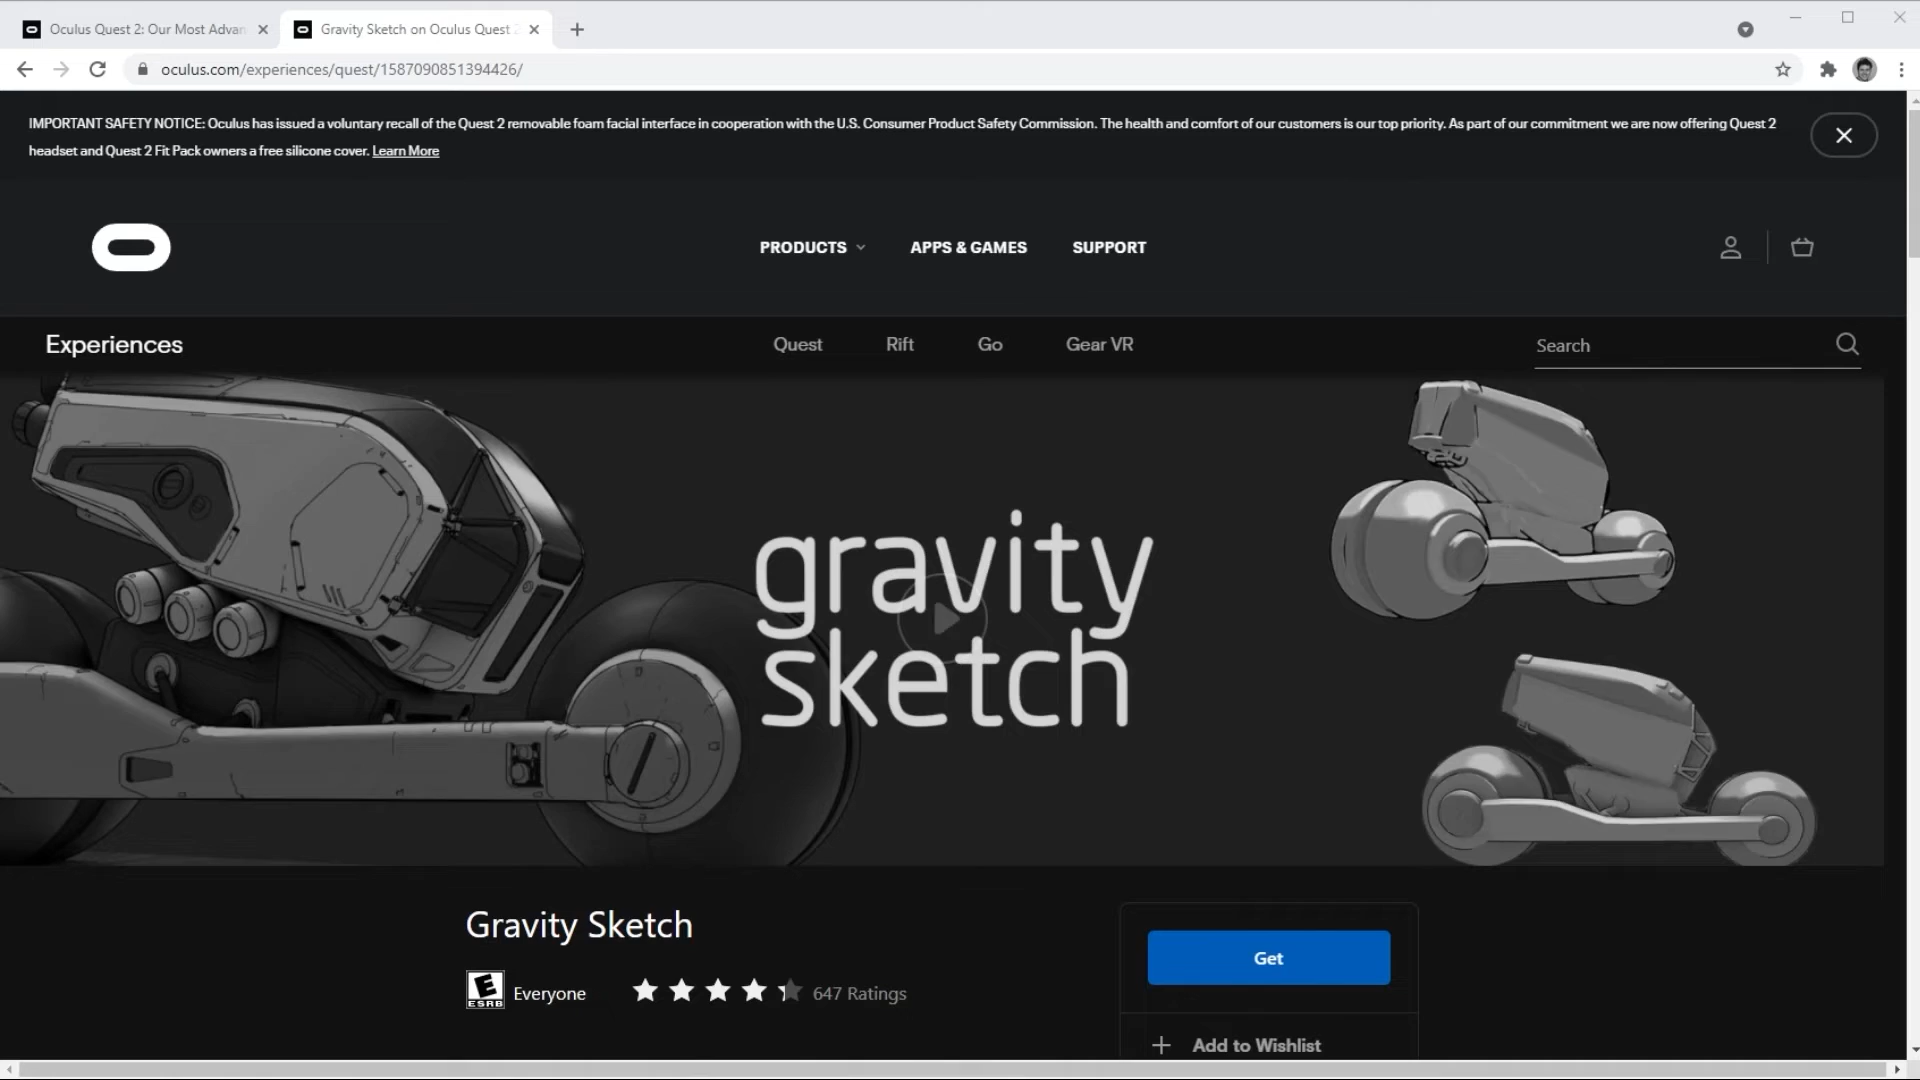 Oculus Quest 2: Our Most Advan
Gravity Sketch on Oculus Quest 2
oculus.com/experiences/quest/1587090851394426/
IMPORTANT SAFETY NOTICE: Oculus has issued a voluntary recall of the Quest 2 removable foam facial interface in cooperation with the U.S. Consumer Product Safety Commission. The health and comfort of our customers is our top priority. As part of our commitment we are now offering Quest 2
headset and Quest 2 Fit Pack owners a free silicone cover. Learn More
PRODUCTS APPS & GAMES SUPPORT
Experiences Quest Rift Go Gear VR Search
gravity
sketch
Gravity Sketch
Get
E
ESRB
Everyone 647 Ratings
Add to Wishlist